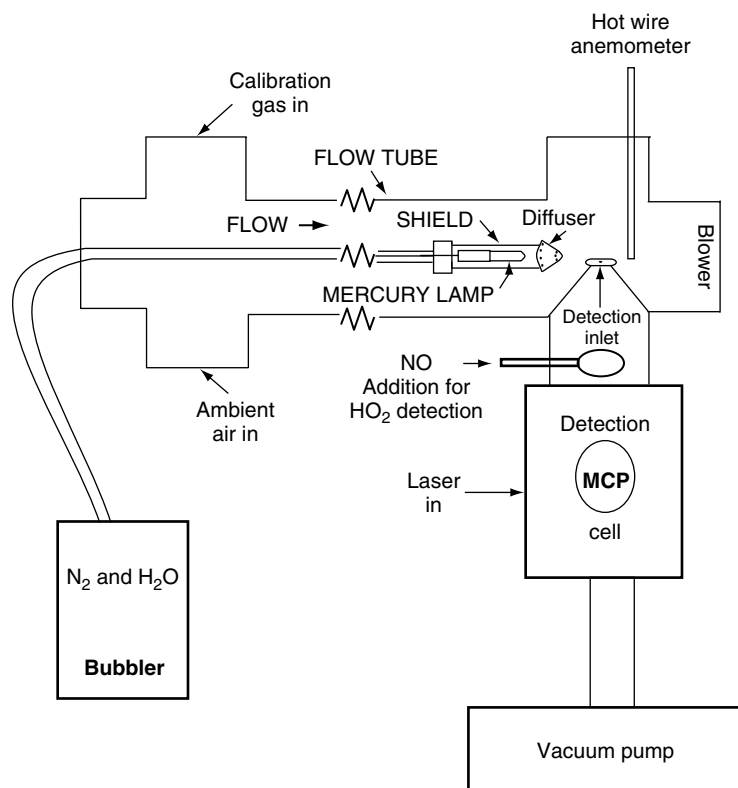 Hot wire
anemometer
Calibration
gas in
FLOW TUBE
FLOW
SHIELD
Diffuser
Blower
MERCURY LAMP
Detection
inlet
NO
Addition for
HO₂ detection
Ambient
air in
Detection
MCP
cell
Laser
in
N₂ and H₂O
Bubbler
Vacuum pump